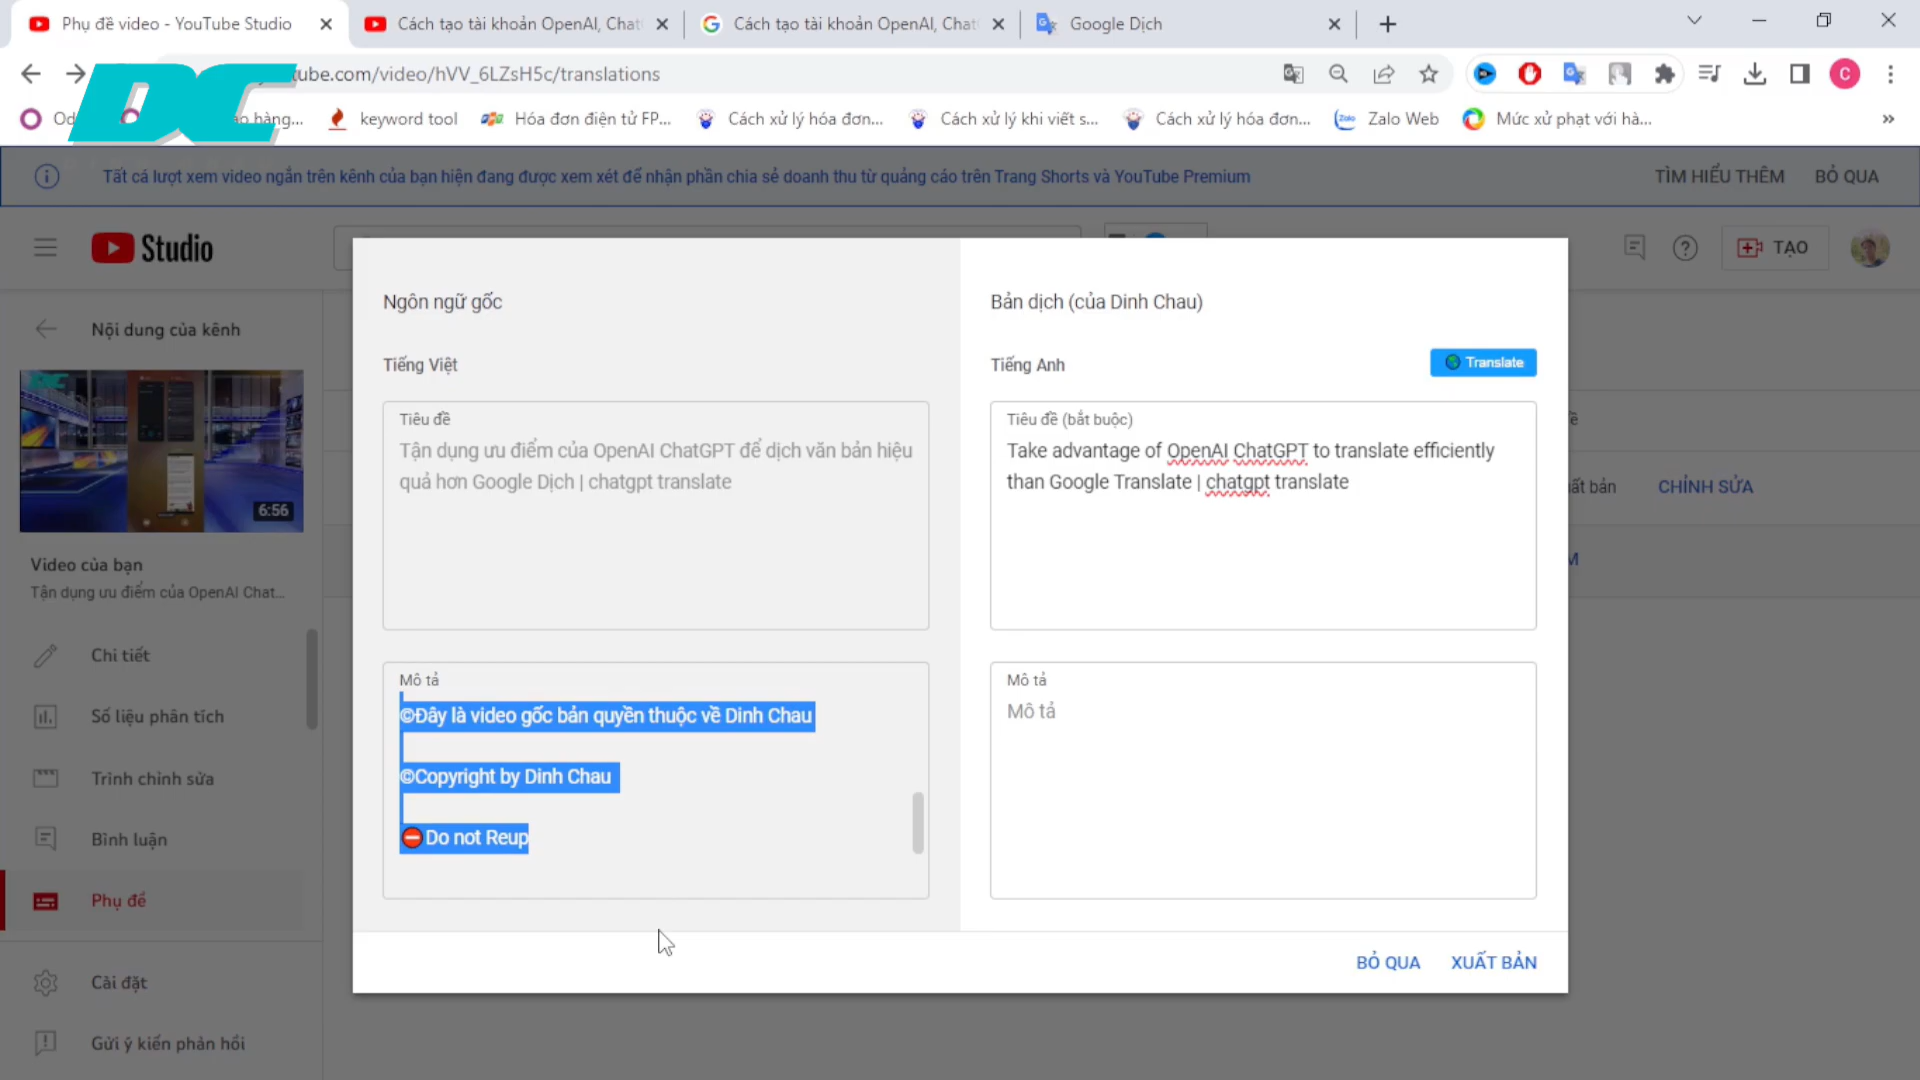 Phụ đề video - YouTube Studio
Cách tạo tài khoản OpenAI, Chat
Cách tạo tài khoản OpenAI, Chat
Google Dịch
tube.com/video/hVV_6LZsH5c/translations
C
DC
keyword tool
Hóa đơn điện tử FP...
Cách xử lý hóa đơn...
Cách xử lý khi viết s...
Cách xử lý hóa đơn...
Zalo Web
Mức xử phạt với hà...
»
Tất cả lượt xem video ngắn trên kênh của bạn hiện đang được xem xét để nhận phần chia sẻ doanh thu từ quảng cáo trên Trang Shorts và YouTube Premium
TÌM HIỂU THÊM
BỎ QUA
Studio
TẠO
Nội dung của kênh
6:56
Video của bạn
Tận dụng ưu điểm của OpenAI Chat...
Chi tiết
Số liệu phân tích
Trình chỉnh sửa
Bình luận
Phụ đề
Cài đặt
Gửi ý kiến phản hồi
Ngôn ngữ gốc
Tiếng Việt
Tiêu đề
Tận dụng ưu điểm của OpenAI ChatGPT để dịch văn bản hiệu
quả hơn Google Dịch | chatgpt translate
Mô tả
©Đây là video gốc bản quyền thuộc về Dinh Chau
©Copyright by Dinh Chau
⛔Do not Reup
Bản dịch (của Dinh Chau)
Tiếng Anh
Translate
Tiêu đề (bắt buộc)
Take advantage of OpenAI ChatGPT to translate efficiently
than Google Translate | chatgpt translate
Mô tả
Mô tả
BỎ QUA
XUẤT BẢN
CHỈNH SỬA